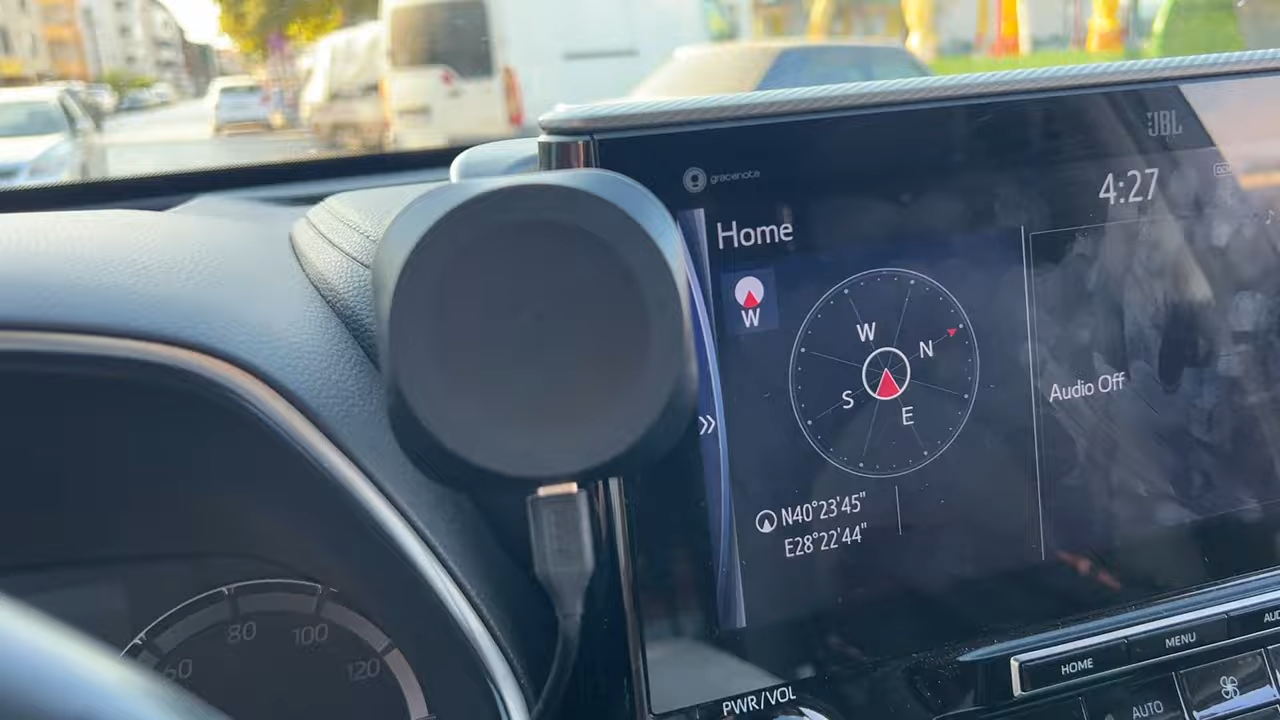 JBL
gracenote
4:27
Home
W
W
N
S
E
Audio Off
N40°23'45"
E28°22'44"
60
80
100
120
HOME
MENU
PWR/VOL
AUTO